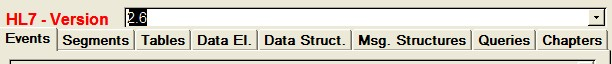 HL7 - Version 2.6
Events Segments Tables Data El. Data Struct. Msg. Structures Queries Chapters